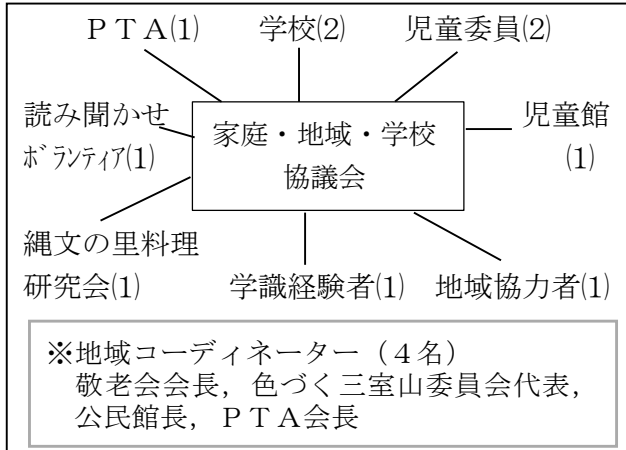 ＰＴＡ⑴
学校⑵
児童委員⑵
読み聞かせ
ﾎﾞﾗﾝﾃｨｱ⑴
家庭・地域・学校
協議会
児童館
⑴
縄文の里料理
研究会⑴
学識経験者⑴
地域協力者⑴
※地域コーディネーター（４名）
敬老会会長，色づく三室山委員会代表，
公民館長，ＰＴＡ会長